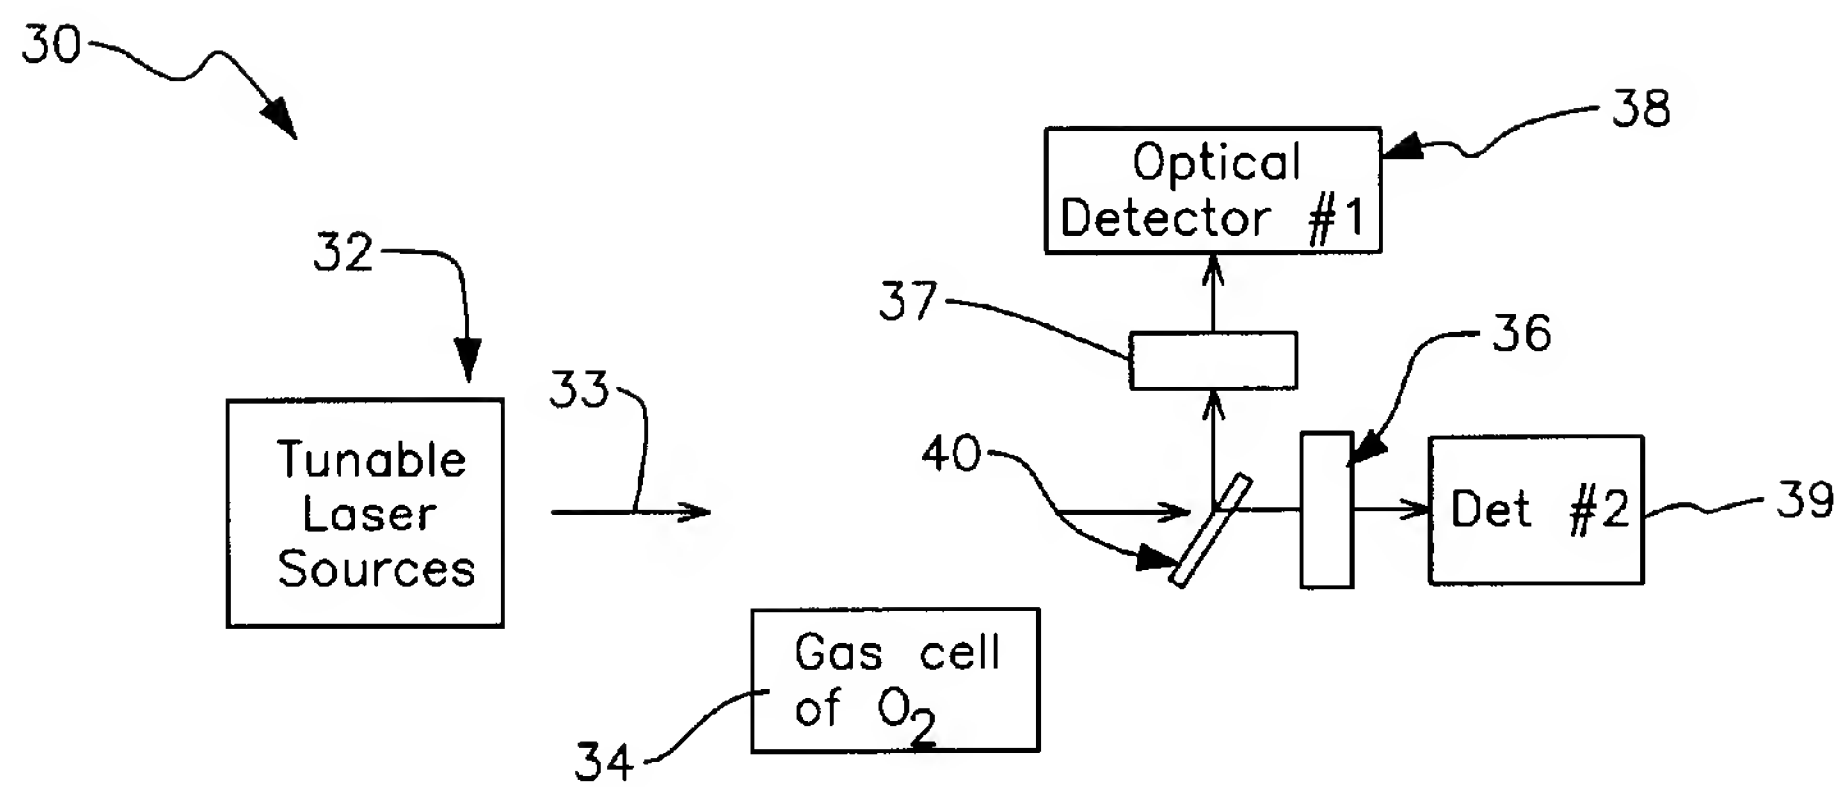 30
38
Optical
Detector #1
32
37
36
33
40
Tunable
Laser
Sources
Det #2
39
Gas cell
of O2
34